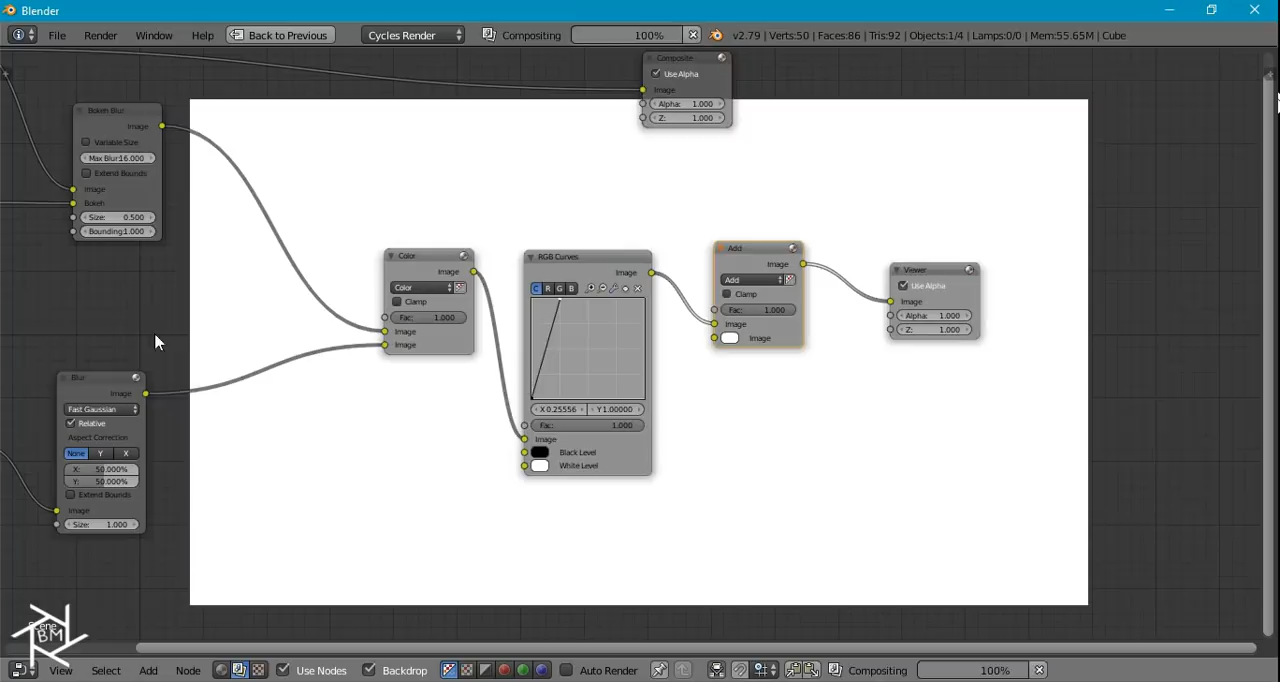 Blender
File Render Window Help Back to Previous Cycles Render Compositing 100% v2.79 | Verts:50 | Faces:86 | Tris:92 | Objects:1/4 | Lamps:0/0 | Mem:55.65M | Cube
Composite
Use Alpha
Image
Alpha: 1.000
Z: 1.000
Bokeh Blur
Image
Variable Size
Max Blur:16.000
Extend Bounds
Image
Bokeh
Size: 0.500
Bounding:1.000
Color
Image
Color
Clamp
Fac: 1.000
Image
Image
RGB Curves
Image
C R G B
X 0.25556 Y 1.00000
Fac: 1.000
Image
Black Level
White Level
Add
Image
Add
Clamp
Fac: 1.000
Image
Image
Viewer
Use Alpha
Image
Alpha: 1.000
Z: 1.000
Blur
Image
Fast Gaussian
Relative
Aspect Correction
None Y X
X: 50.000%
Y: 50.000%
Extend Bounds
Image
Size: 1.000
Scene
BM
View Select Add Node Use Nodes Backdrop Auto Render Compositing 100%